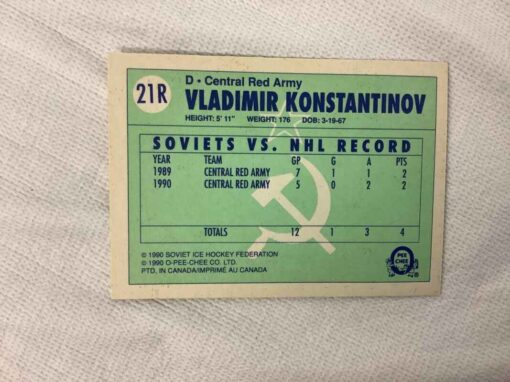 21R
D • Central Red Army
VLADIMIR KONSTANTINOV
HEIGHT: 5' 11" WEIGHT: 176 DOB: 3-19-67
SOVIETS VS. NHL RECORD
YEAR TEAM GP G A PTS
1989 CENTRAL RED ARMY 7 1 1 2
1990 CENTRAL RED ARMY 5 0 2 2
TOTALS 12 1 3 4
© 1990 SOVIET ICE HOCKEY FEDERATION
© 1990 O-PEE-CHEE CO. LTD.
PTD. IN CANADA/IMPRIMÉ AU CANADA
O
PEE
CHEE